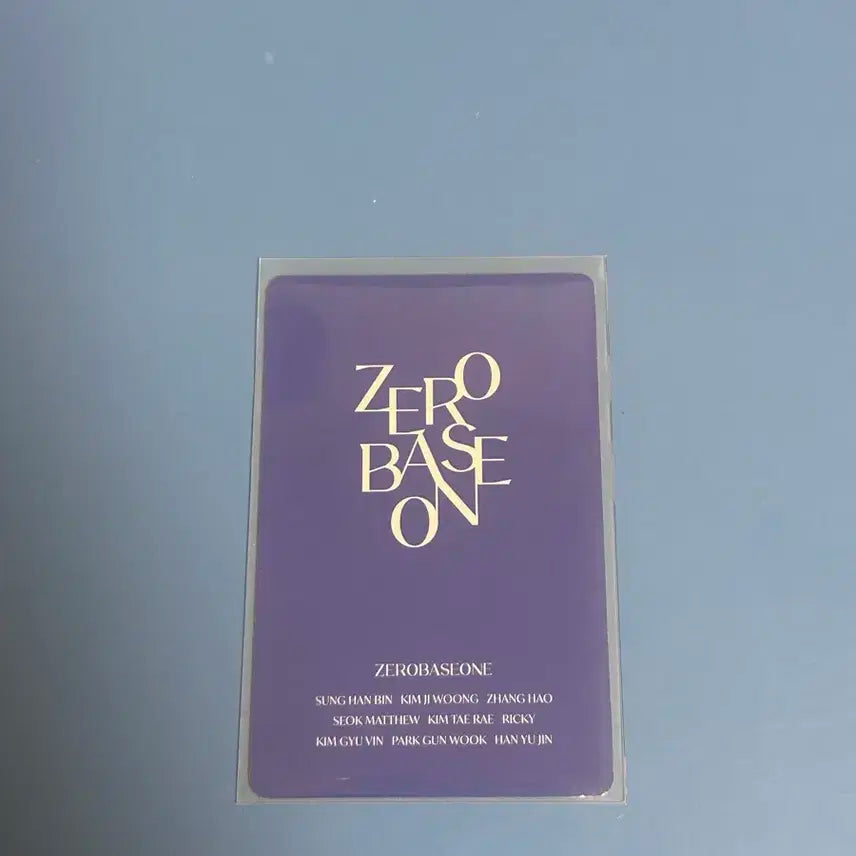 ZERO
BASE
ON
ZEROBASEONE
SUNG HAN BIN KIM JI WOONG ZHANG HAO
SEOK MATTHEW KIM TAE RAE RICKY
KIM GYU VIN PARK GUN WOOK HAN YU JIN